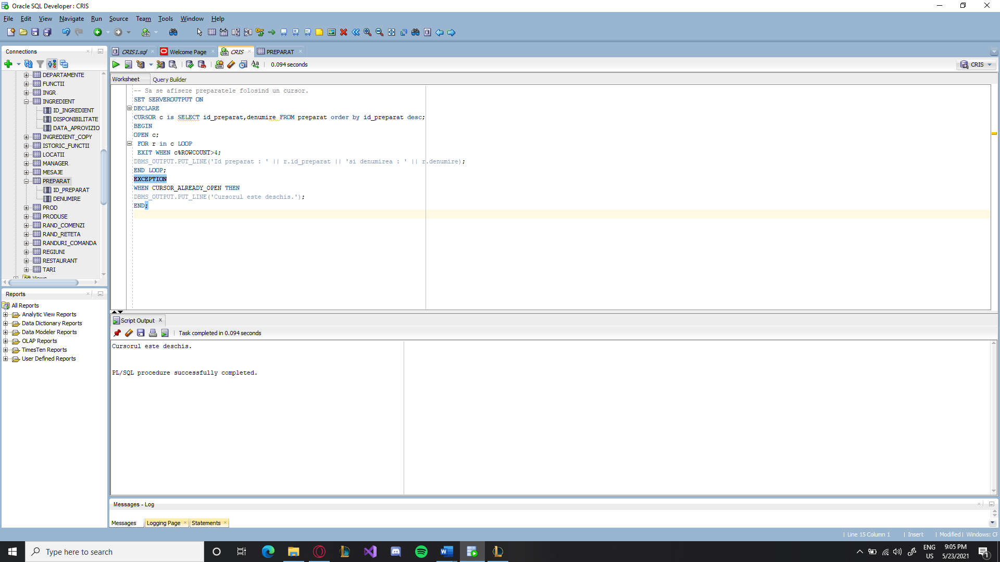 Oracle SQL Developer : CRIS
File Edit View Navigate Run Source Team Tools Window Help
Connections
DEPARTAMENTE
FUNCTII
INGR
INGREDIENT
ID_INGREDIENT
DISPONIBILITATE
DATA_APROVIZIO
INGREDIENT_COPY
ISTORIC_FUNCTII
LOCATII
MANAGER
MESAJE
PREPARAT
ID_PREPARAT
DENUMIRE
PROD
PRODUSE
RAND_COMENZI
RAND_RETETA
RANDURI_COMANDA
REGIUNI
RESTAURANT
TARI
Views
Reports
All Reports
Analytic View Reports
Data Dictionary Reports
Data Modeler Reports
OLAP Reports
TimesTen Reports
User Defined Reports
CRIS1.sql Welcome Page CRIS PREPARAT
0.094 seconds
CRIS
Worksheet Query Builder
-- Sa se afiseze preparatele folosind un cursor.
SET SERVEROUTPUT ON
DECLARE
CURSOR c is SELECT id_preparat,denumire FROM preparat order by id_preparat desc;
BEGIN
OPEN c;
FOR r in c LOOP
EXIT WHEN c%ROWCOUNT>4;
DBMS_OUTPUT.PUT_LINE('Id preparat : ' || r.id_preparat || 'si denumirea : ' || r.denumire);
END LOOP;
EXCEPTION
WHEN CURSOR_ALREADY_OPEN THEN
DBMS_OUTPUT.PUT_LINE('Cursorul este deschis.');
END;
Script Output
Task completed in 0.094 seconds
Cursorul este deschis.
PL/SQL procedure successfully completed.
Messages - Log
Messages Logging Page Statements
Line 15 Column 1 Insert Modified Windows: CF
Type here to search
ENG
US
9:05 PM
5/23/2021
1